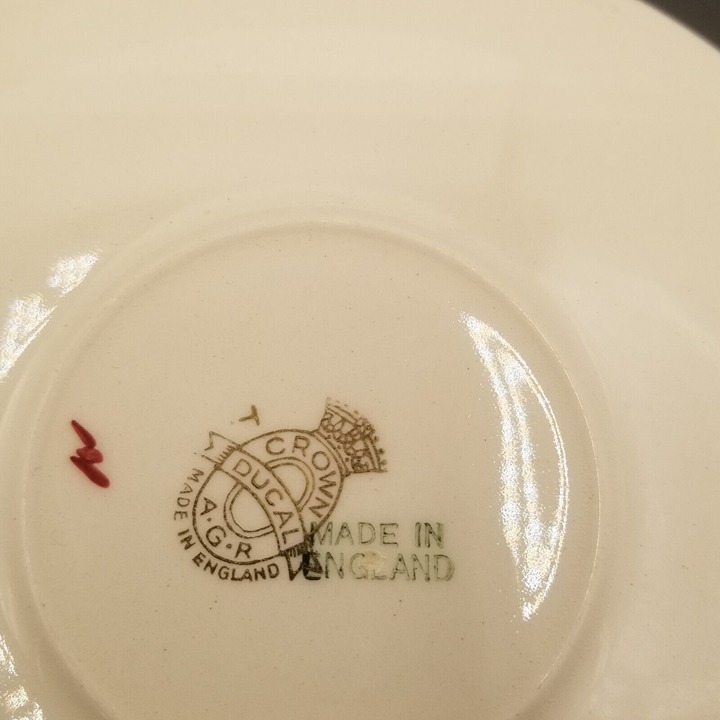 T
CROWN
DUCAL
A.G.R
MADE IN ENGLAND
MADE IN
ENGLAND